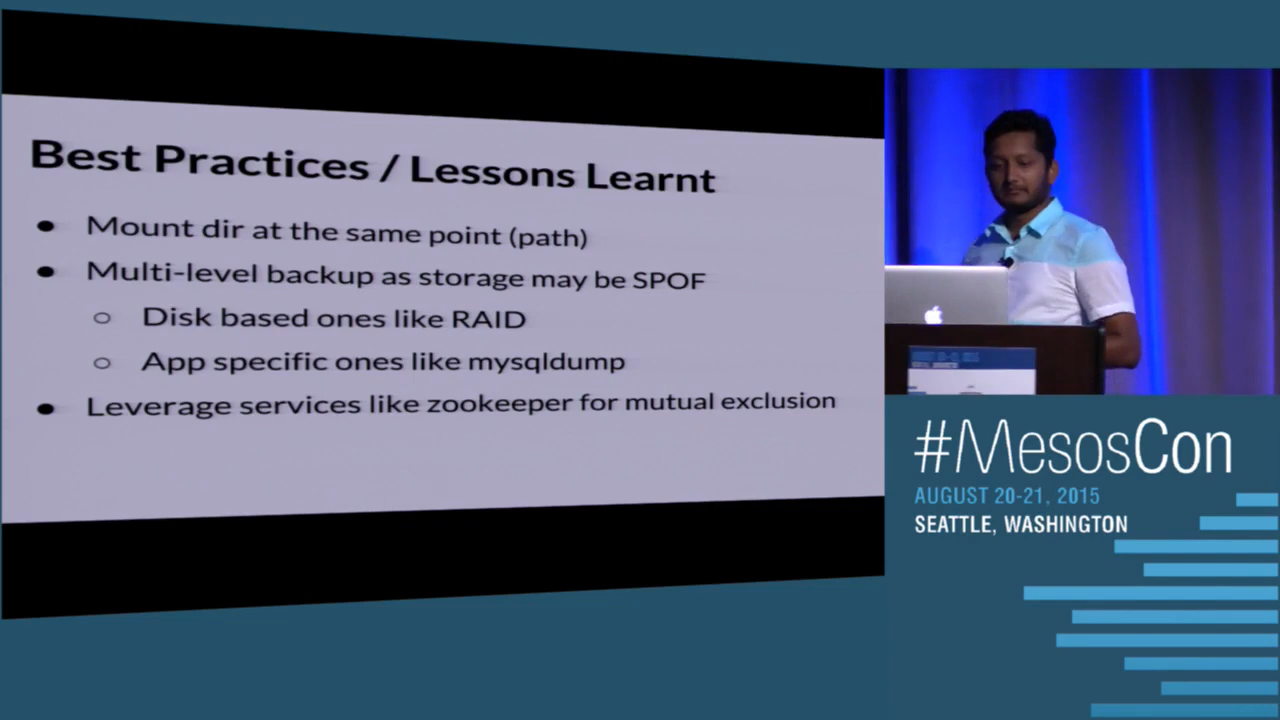 Best Practices / Lessons Learnt
Mount dir at the same point (path)
Multi-level backup as storage may be SPOF
Disk based ones like RAID
App specific ones like mysqldump
Leverage services like zookeeper for mutual exclusion
#MesosCon
AUGUST 20-21, 2015
SEATTLE, WASHINGTON